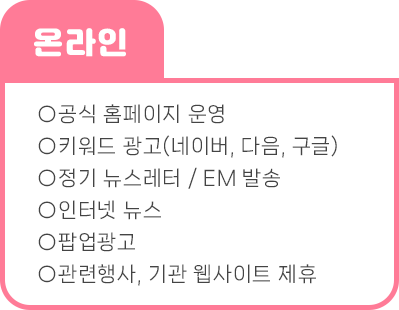 온라인
○공식 홈페이지 운영
○키워드 광고(네이버, 다음, 구글)
○정기 뉴스레터 / EM 발송
○인터넷 뉴스
○팝업광고
○관련행사, 기관 웹사이트 제휴